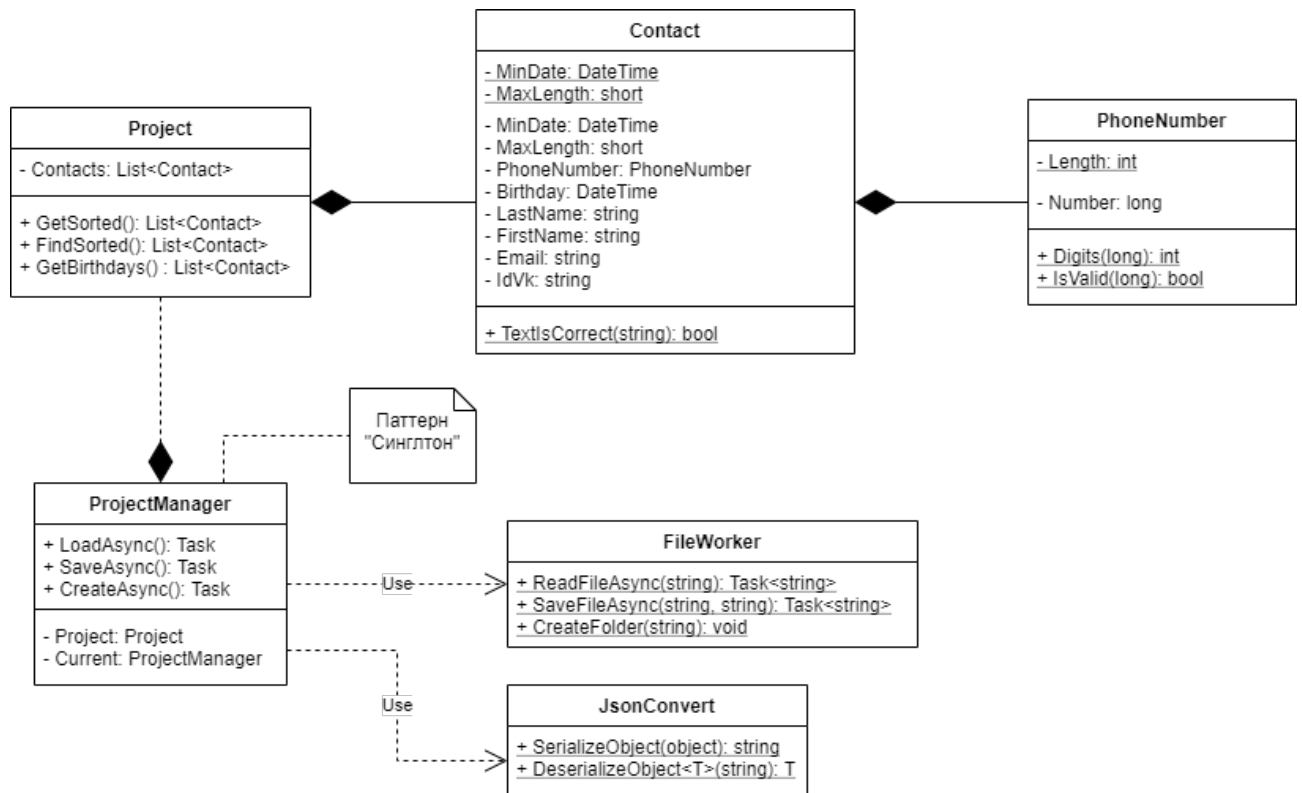 Contact
- MinDate: DateTime
- MaxLength: short
- MinDate: DateTime
- MaxLength: short
- PhoneNumber: PhoneNumber
- Birthday: DateTime
- LastName: string
- FirstName: string
- Email: string
- IdVk: string
+ TextIsCorrect(string): bool
Project
- Contacts: List<Contact>
+ GetSorted(): List<Contact>
+ FindSorted(): List<Contact>
+ GetBirthdays() : List<Contact>
PhoneNumber
- Length: int
- Number: long
+ Digits(long): int
+ IsValid(long): bool
Паттерн
"Синглтон"
ProjectManager
+ LoadAsync(): Task
+ SaveAsync(): Task
+ CreateAsync(): Task
- Project: Project
- Current: ProjectManager
Use
Use
FileWorker
+ ReadFileAsync(string): Task<string>
+ SaveFileAsync(string, string): Task<string>
+ CreateFolder(string): void
JsonConvert
+ SerializeObject(object): string
+ DeserializeObject<T>(string): T